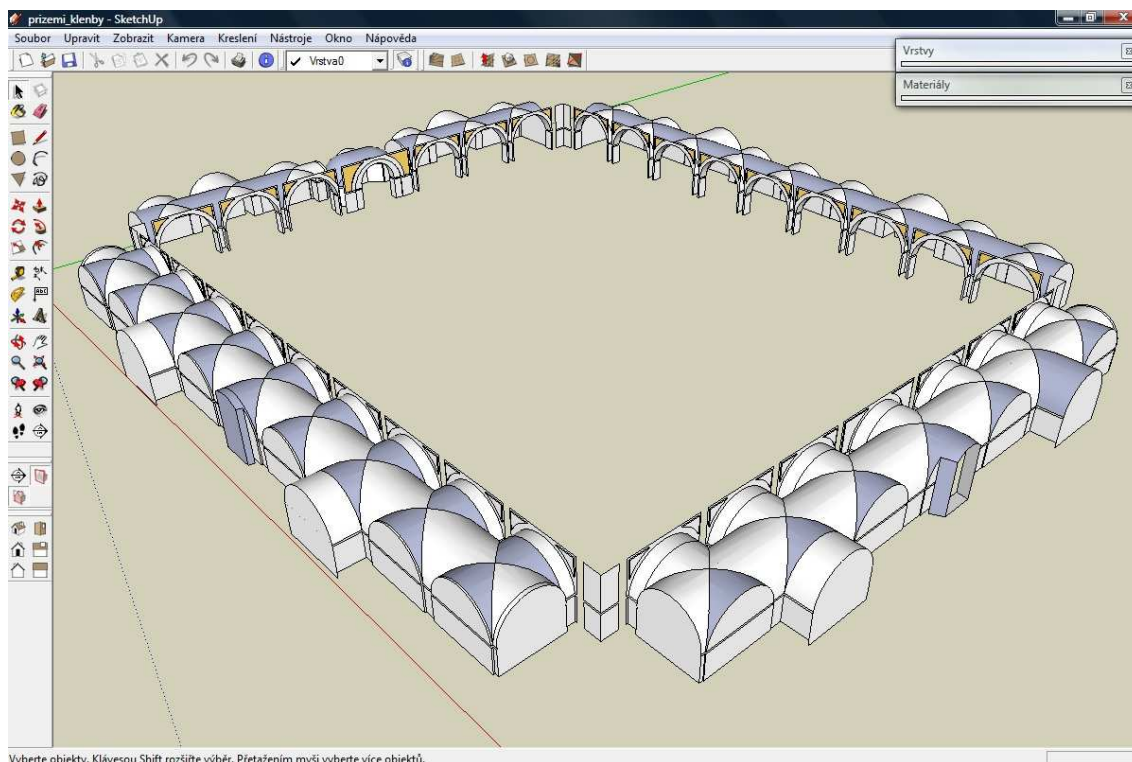 prizemi_klenby - SketchUp
Soubor Upravit Zobrazit Kamera Kreslení Nástroje Okno Nápověda
Vrstva0
Vrstvy
Materiály
Vyberte objekty. Klávesou Shift rozšiřte výběr. Přetažením myši vyberte více objektů.